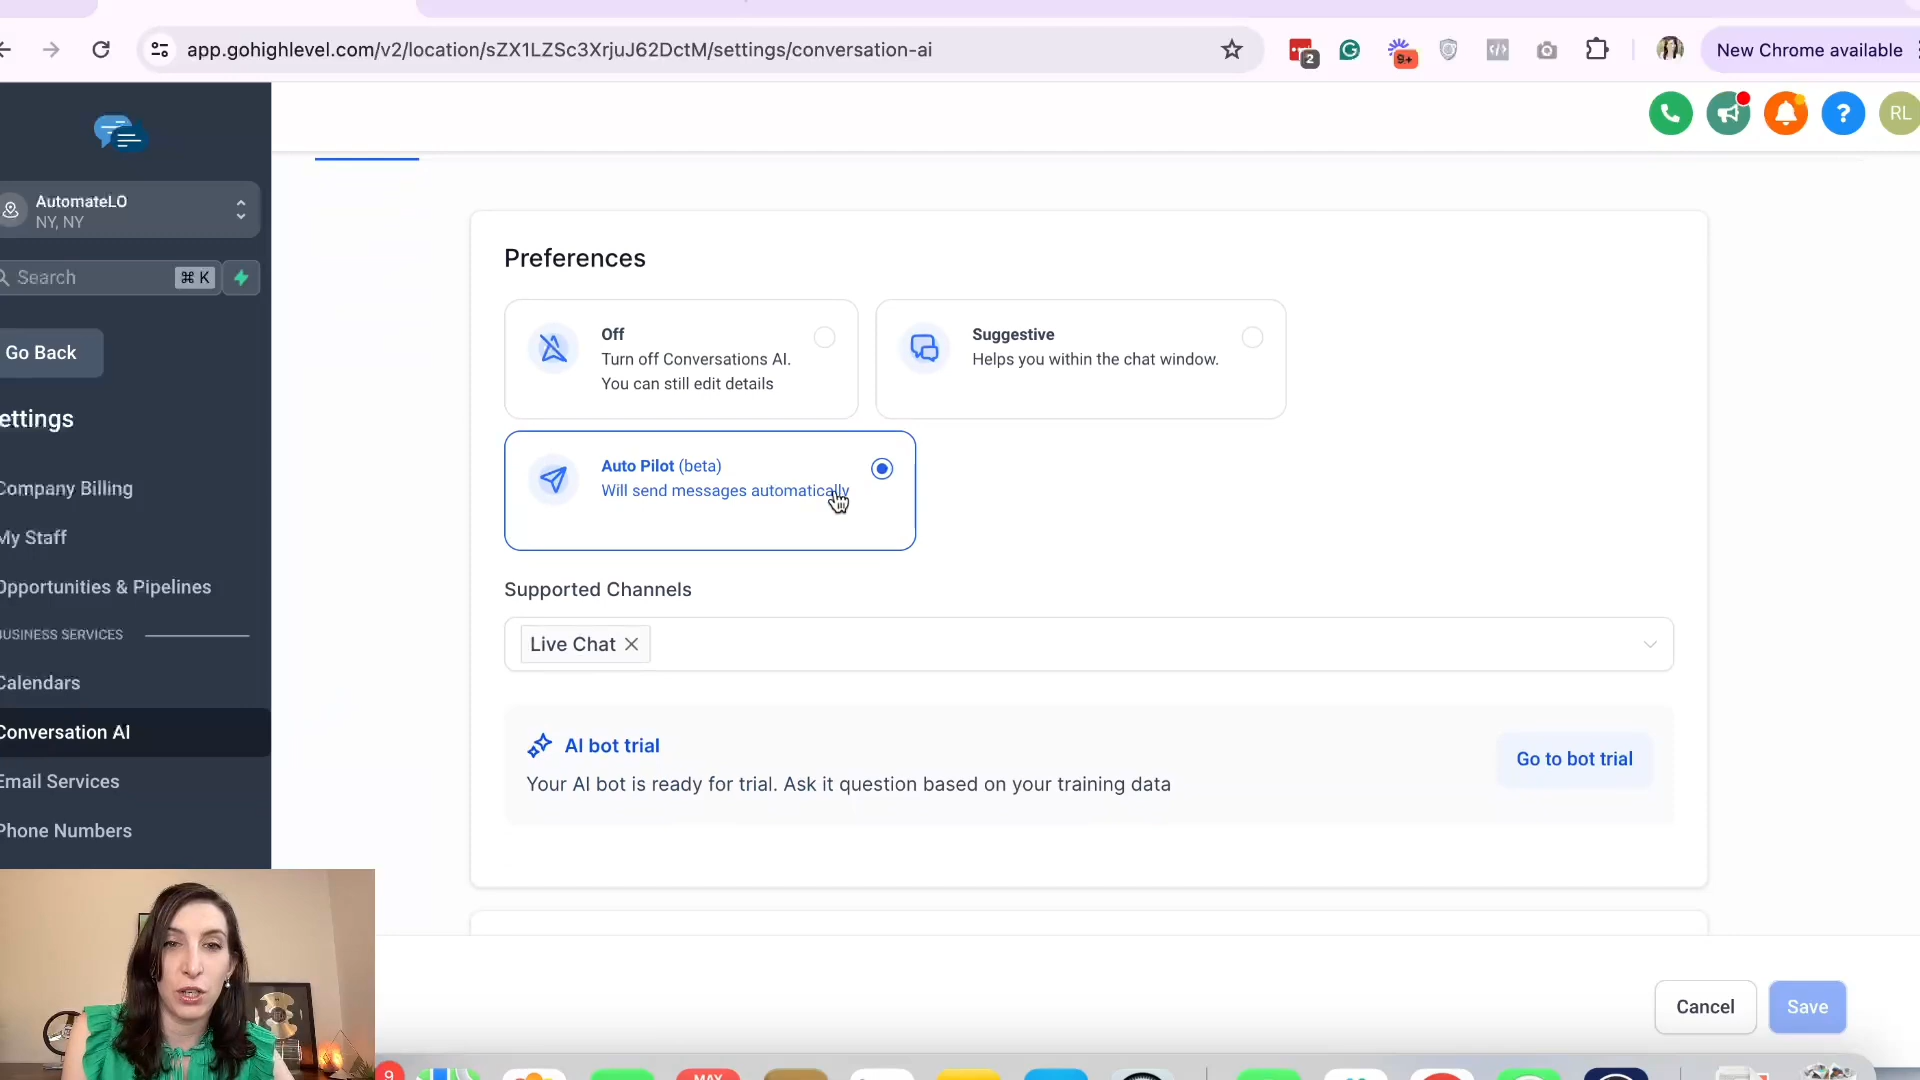 app.gohighlevel.com/v2/location/sZX1LZSc3XrjuJ62DctM/settings/conversation-ai
2
9+
New Chrome available
RL
AutomateLO
NY, NY
Search
⌘ K
Go Back
ettings
Company Billing
My Staff
Opportunities & Pipelines
BUSINESS SERVICES
Calendars
Conversation AI
Email Services
Phone Numbers
Preferences
Off
Turn off Conversations AI.
You can still edit details
Suggestive
Helps you within the chat window.
Auto Pilot (beta)
Will send messages automatically
Supported Channels
Live Chat
AI bot trial
Your AI bot is ready for trial. Ask it question based on your training data
Go to bot trial
Cancel
Save
9
MAY